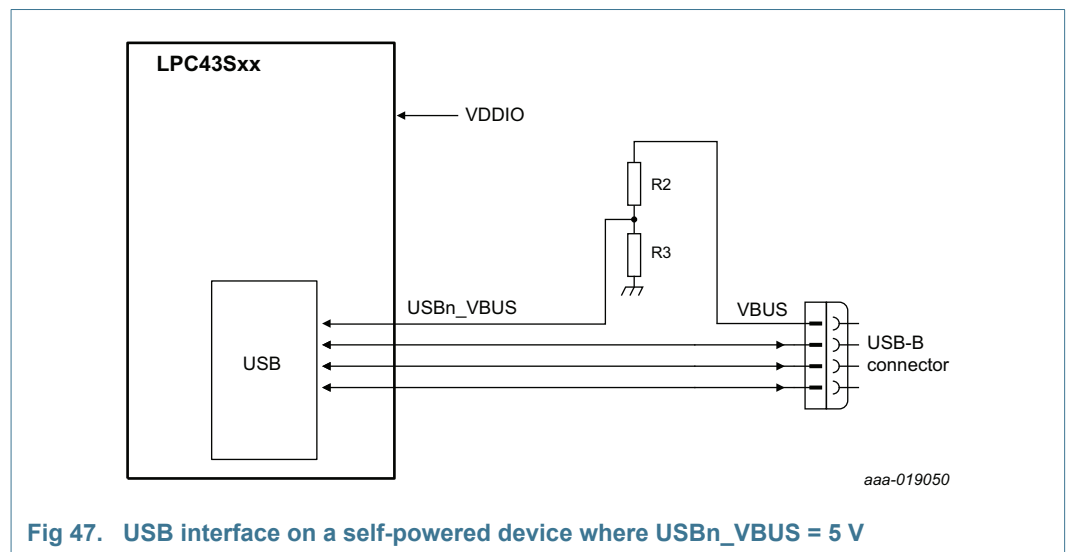 LPC43Sxx
VDDIO
R2
R3
USBn_VBUS
VBUS
USB
USB-B
connector
aaa-019050
Fig 47. USB interface on a self-powered device where USBn_VBUS = 5 V